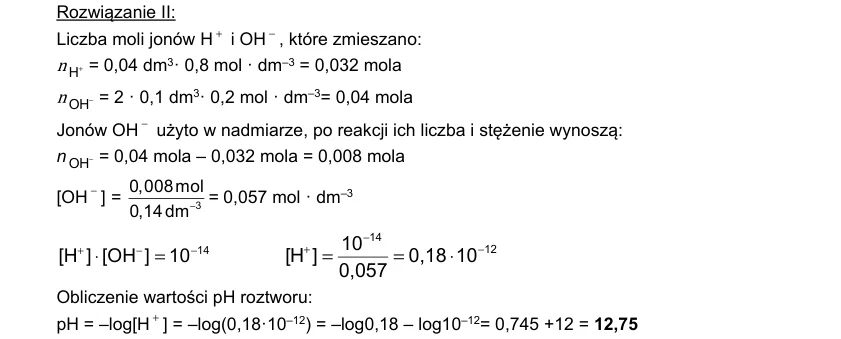 Rozwiązanie II:
Liczba moli jonów H⁺ i OH⁻, które zmieszano:
n H⁺ = 0,04 dm³· 0,8 mol · dm⁻³ = 0,032 mola
n OH⁻ = 2 · 0,1 dm³· 0,2 mol · dm⁻³= 0,04 mola
Jonów OH⁻ użyto w nadmiarze, po reakcji ich liczba i stężenie wynoszą:
n OH⁻ = 0,04 mola – 0,032 mola = 0,008 mola
[OH⁻] = 0,008 mol / 0,14 dm⁻³ = 0,057 mol · dm⁻³
[H⁺]·[OH⁻] = 10⁻¹⁴ [H⁺] = 10⁻¹⁴ / 0,057 = 0,18·10⁻¹²
Obliczenie wartości pH roztworu:
pH = –log[H⁺] = –log(0,18·10⁻¹²) = –log0,18 – log10⁻¹²= 0,745 +12 = 12,75